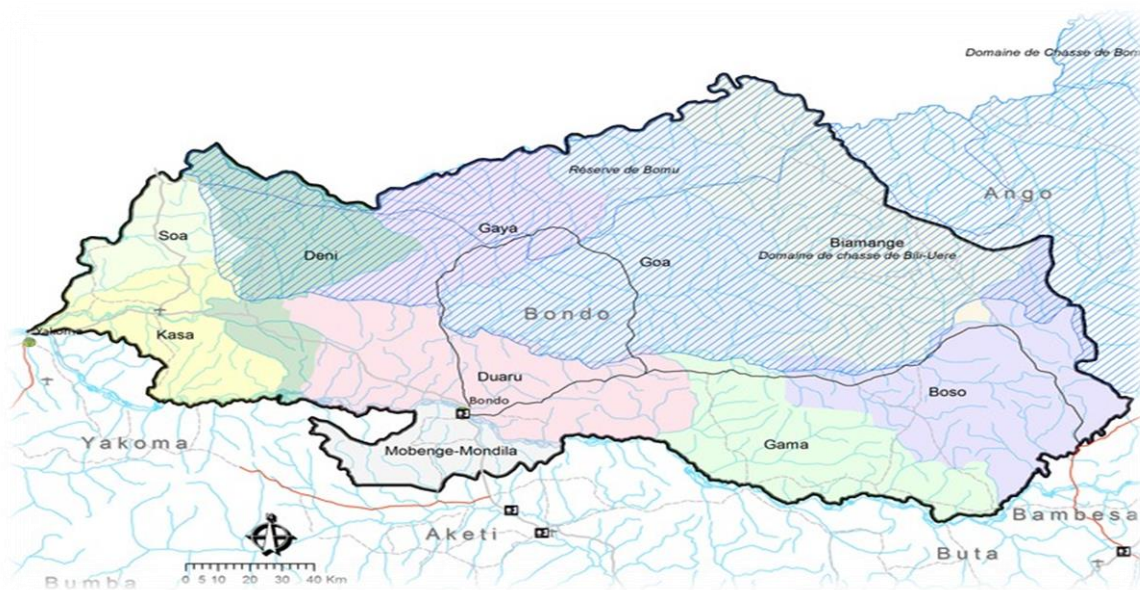 Domaine de Chasse de Bom
Réserve de Bomu
Ango
Soa
Gaya
Biamange
Deni
Goa
Domaine de chasse de Bili-Uere
Bondo
Yakoma
Kasa
Duaru
Boso
Bondo
Yakoma
Mobenge-Mondila
Gama
Aketi
Bambesa
Buta
0 5 10 20 30 40 Km
Bumba